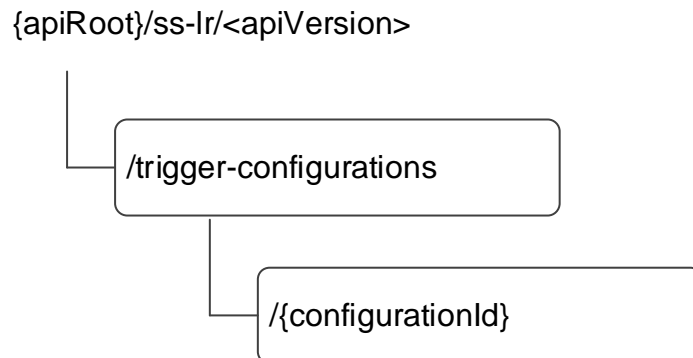 {apiRoot}/ss-lr/<apiVersion>
/trigger-configurations
/{configurationId}